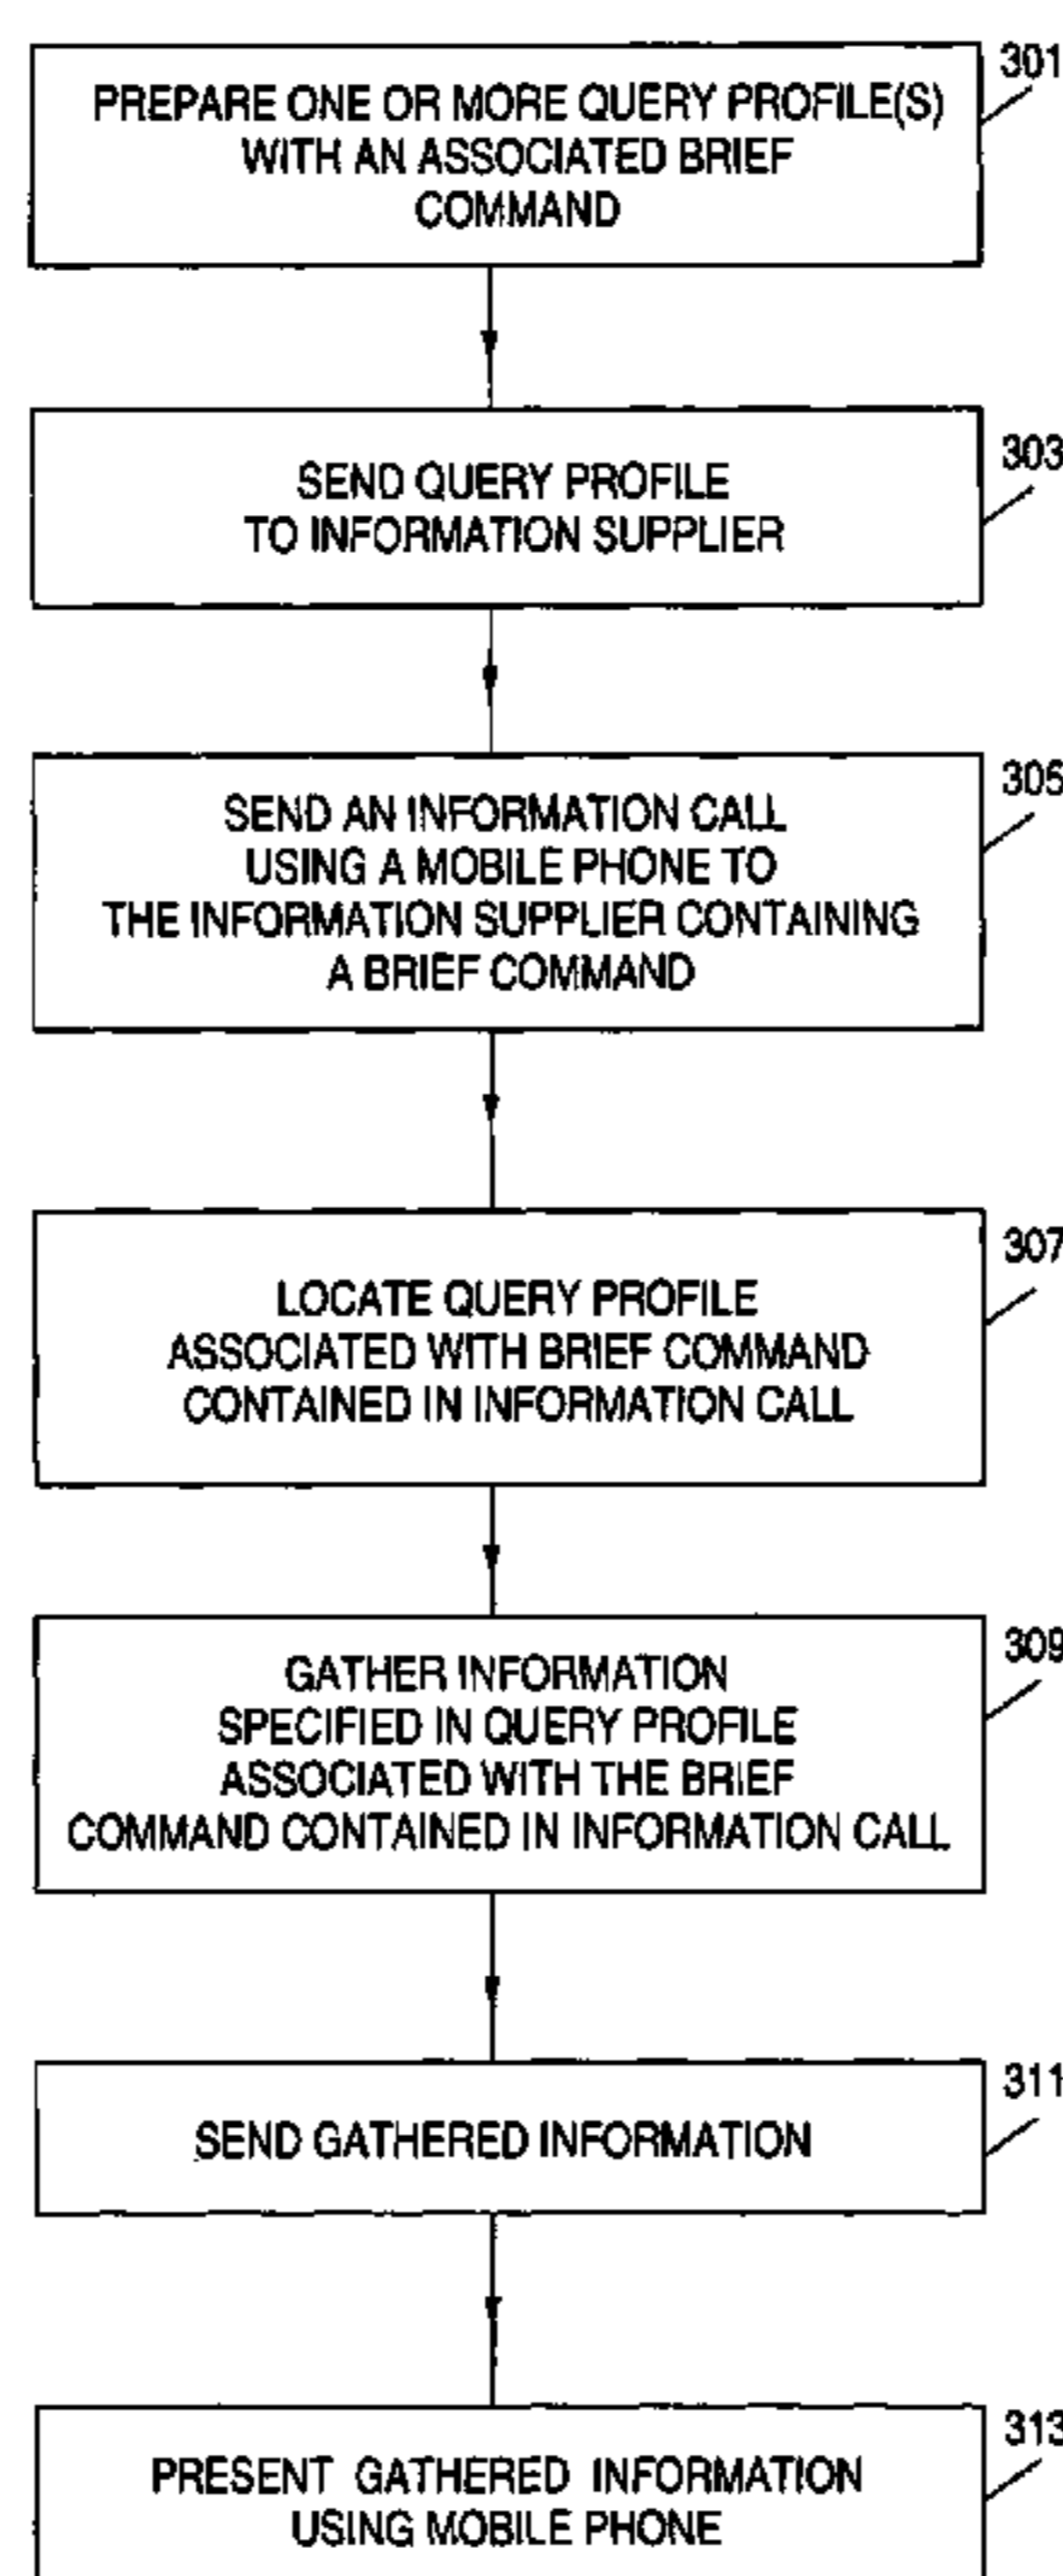 301
PREPARE ONE OR MORE QUERY PROFILE(S)
WITH AN ASSOCIATED BRIEF
COMMAND
303
SEND QUERY PROFILE
TO INFORMATION SUPPLIER
305
SEND AN INFORMATION CALL
USING A MOBILE PHONE TO
THE INFORMATION SUPPLIER CONTAINING
A BRIEF COMMAND
307
LOCATE QUERY PROFILE
ASSOCIATED WITH BRIEF COMMAND
CONTAINED IN INFORMATION CALL
309
GATHER INFORMATION
SPECIFIED IN QUERY PROFILE
ASSOCIATED WITH THE BRIEF
COMMAND CONTAINED IN INFORMATION CALL
311
SEND GATHERED INFORMATION
313
PRESENT GATHERED INFORMATION
USING MOBILE PHONE